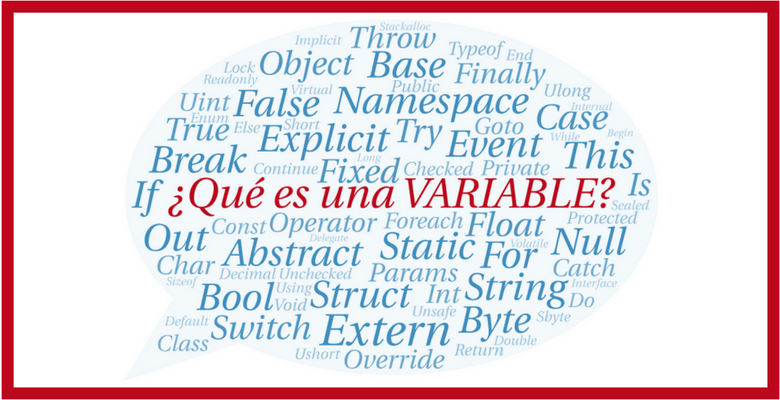 Stackalloc
Implicit Throw Typeof End
Lock Object Base Finally
Readonly Virtual Public Ulong
Uint False Namespace Internal
Enum Short Case
True Else Explicit Try Goto While Begin
Break Long Event This
Continue Fixed Checked Private
If ¿Qué es una VARIABLE? Is
Sealed
Const Operator Foreach Float Protected
Out Delegate Static For Volatile Null
Abstract
Char Decimal Unchecked Params Catch
Sizeof Using String Interface
Bool Void Struct Int Do
Unsafe
Default Switch Extern Byte Sbyte
Class Double
Ushort Override Return